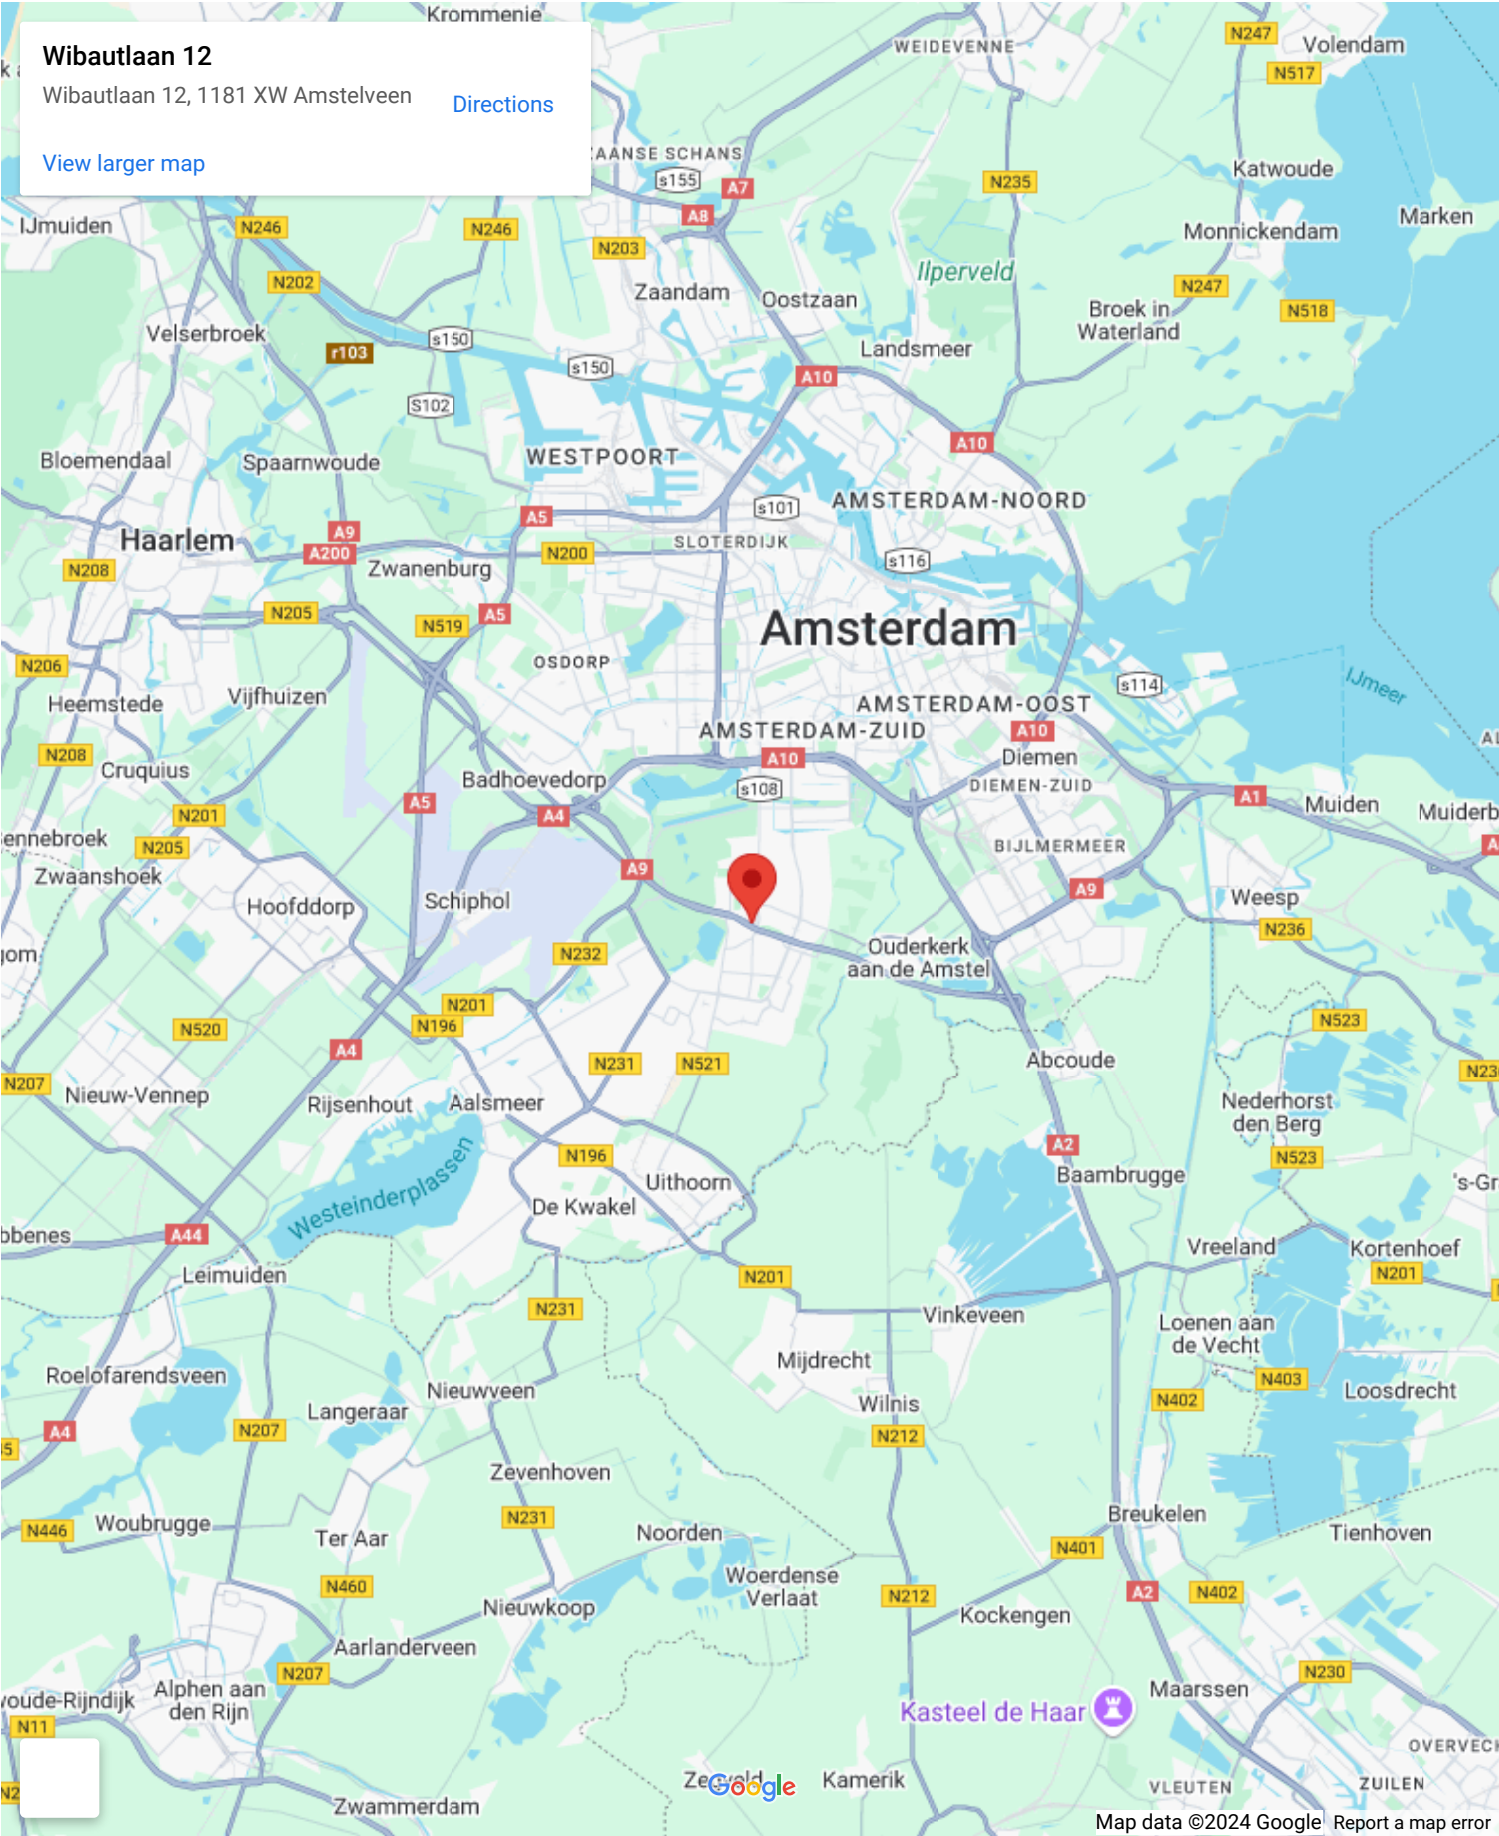 Krommenie
Wibautlaan 12
Wibautlaan 12, 1181 XW Amstelveen
Directions
View larger map
WEIDEVENNE
N247
Volendam
N517
ZAANSE SCHANS
s155
A7
N235
Katwoude
A8
Marken
IJmuiden
N246
N246
N203
Monnickendam
Ilperveld
N202
Zaandam
Oostzaan
N247
Broek in
Waterland
N518
Velserbroek
r103
s150
s150
Landsmeer
A10
S102
A10
Bloemendaal
Spaarnwoude
WESTPOORT
AMSTERDAM-NOORD
s101
A5
A9
Haarlem
A200
N200
SLOTERDIJK
s116
N208
Zwanenburg
N205
N519
A5
Amsterdam
N206
OSDORP
s114
IJmeer
Heemstede
Vijfhuizen
AMSTERDAM-OOST
AMSTERDAM-ZUID
A10
N208
Cruquius
Badhoevedorp
A10
Diemen
s108
DIEMEN-ZUID
A5
A4
A1
Muiden
N201
N205
BIJLMERMEER
Zwaanshoek
A9
A9
Schiphol
Hoofddorp
Weesp
N236
N232
Ouderkerk
aan de Amstel
N201
N196
N520
N523
A4
N231
N521
Abcoude
N207
Nieuw-Vennep
Rijsenhout
Aalsmeer
Nederhorst
den Berg
A2
N196
N523
Westeinderplassen
Uithoorn
Baambrugge
De Kwakel
A44
Vreeland
Kortenhoef
Leimuiden
N201
N201
N231
Vinkeveen
Loenen aan
de Vecht
Mijdrecht
Roelofarendsveen
N403
Nieuwveen
N402
Loosdrecht
Langeraar
Wilnis
A4
N207
N212
Zevenhoven
N446
Woubrugge
N231
Breukelen
Ter Aar
Noorden
Tienhoven
N401
Woerdense
Verlaat
N460
N212
A2
N402
Nieuwkoop
Kockengen
Aarlanderveen
N207
N230
Alphen aan
den Rijn
Maarssen
Kasteel de Haar
N11
Google
Kamerik
VLEUTEN
ZUILEN
Zwammerdam
Map data ©2024 Google
Report a map error